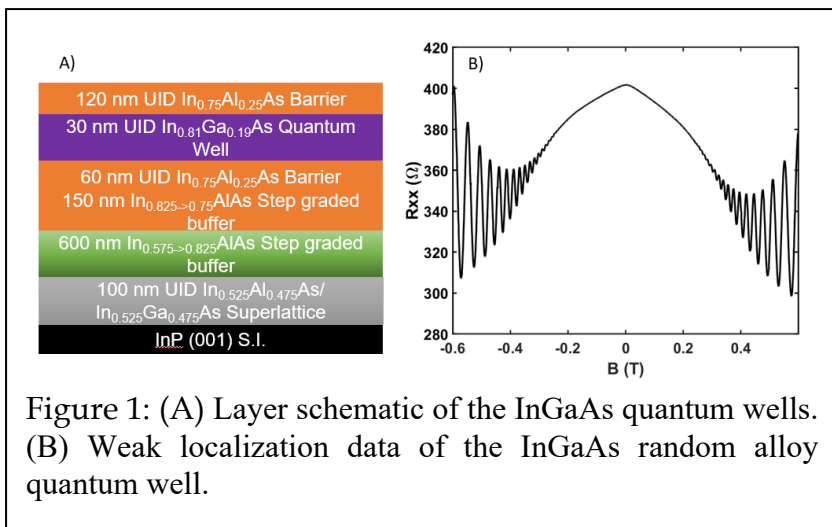 A)
120 nm UID In0.75Al0.25As Barrier
30 nm UID In0.81Ga0.19As Quantum
Well
60 nm UID In0.75Al0.25As Barrier
150 nm In0.825->0.75AlAs Step graded
buffer
600 nm In0.575->0.825AlAs Step graded
buffer
100 nm UID In0.525Al0.475As/
In0.525Ga0.475As Superlattice
InP (001) S.I.
B)
420
400
380
360
340
320
300
280
Rxx (Ω)
-0.6
-0.4
-0.2
0
0.2
0.4
B (T)
Figure 1: (A) Layer schematic of the InGaAs quantum wells.
(B) Weak localization data of the InGaAs random alloy
quantum well.